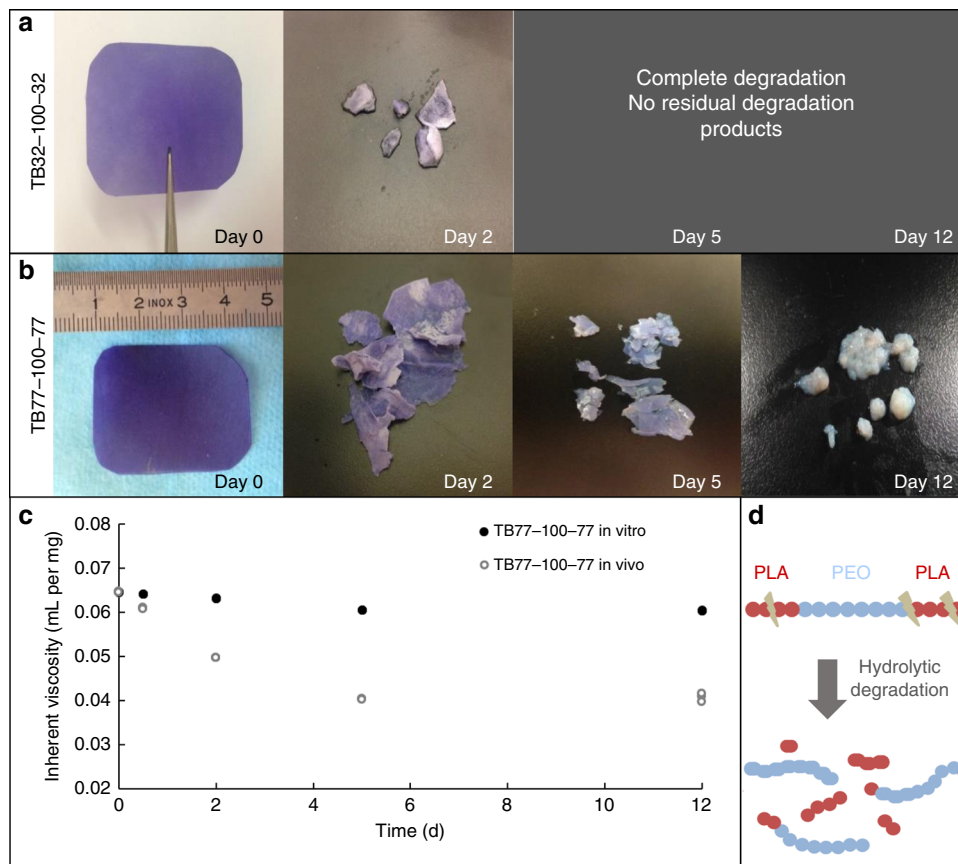 a
TB32–100–32
Day 0
Day 2
Complete degradation
No residual degradation
products
Day 5
Day 12
b
TB77–100–77
1 2 INOX 3 4 5
Day 0
Day 2
Day 5
Day 12
c
Inherent viscosity (mL per mg)
0.08
0.07
0.06
0.05
0.04
0.03
0.02
0 2 4 6 8 10 12
Time (d)
TB77–100–77 in vitro
TB77–100–77 in vivo
d
PLA PEO PLA
Hydrolytic
degradation